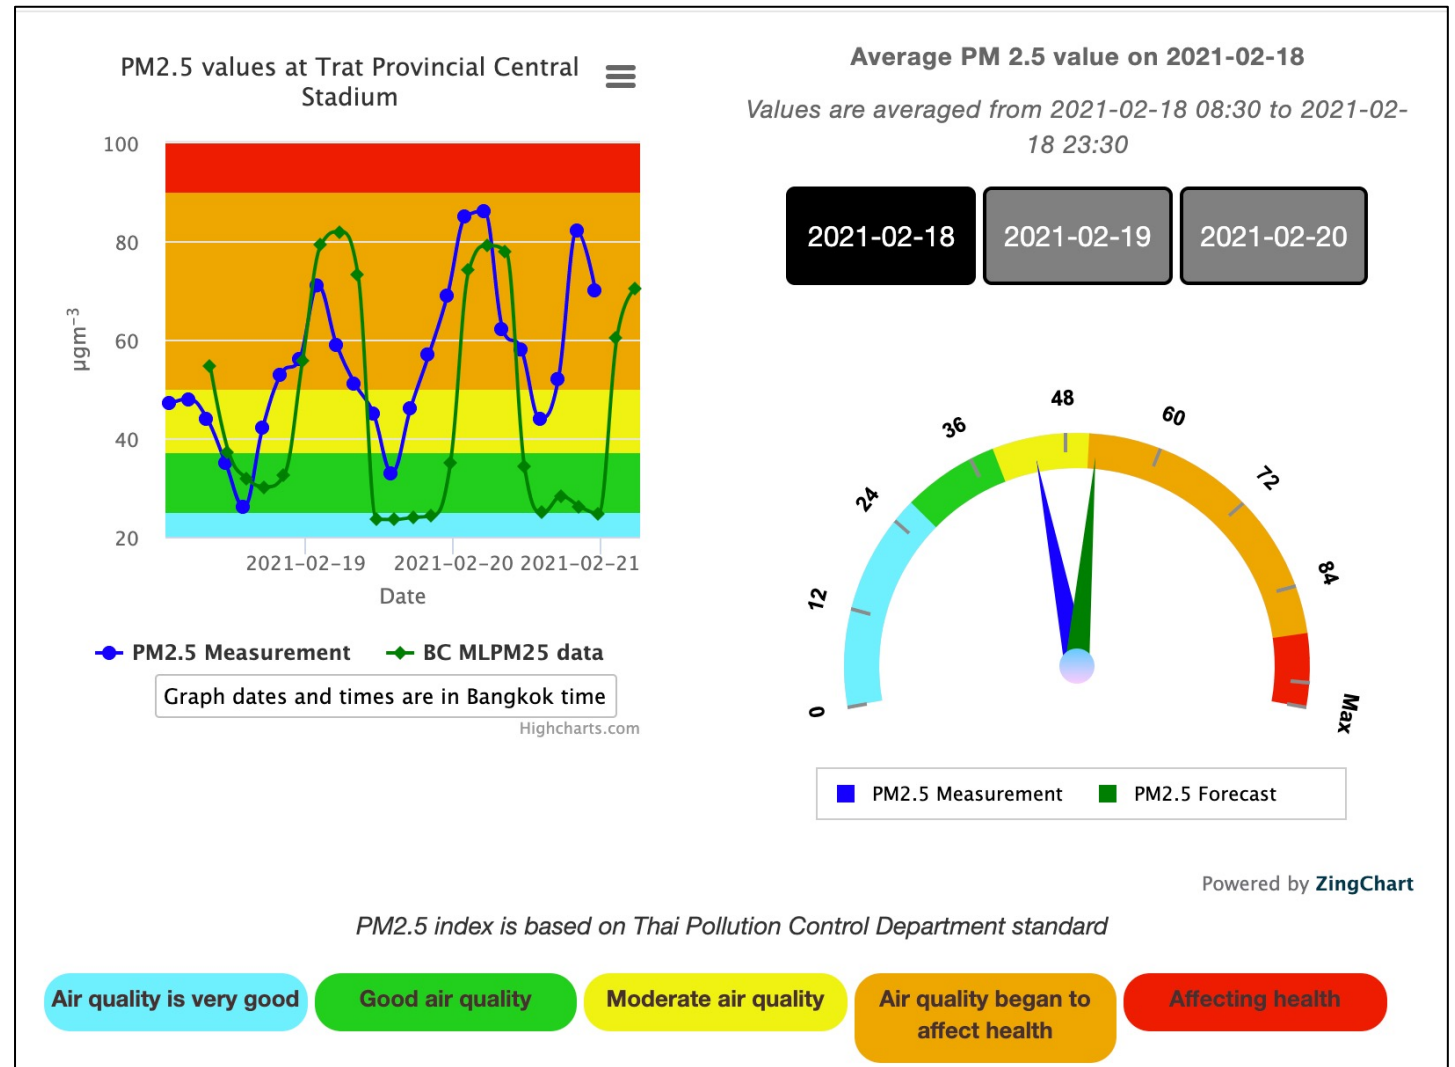 PM2.5 values at Trat Provincial Central
Stadium
100
80
60
40
20
µgm⁻³
2021-02-19
2021-02-20
2021-02-21
Date
PM2.5 Measurement
BC MLPM25 data
Graph dates and times are in Bangkok time
Highcharts.com
Average PM 2.5 value on 2021-02-18
Values are averaged from 2021-02-18 08:30 to 2021-02-
18 23:30
2021-02-18
2021-02-19
2021-02-20
0
12
24
36
48
60
72
84
Max
PM2.5 Measurement
PM2.5 Forecast
Powered by ZingChart
PM2.5 index is based on Thai Pollution Control Department standard
Air quality is very good
Good air quality
Moderate air quality
Air quality began to
affect health
Affecting health